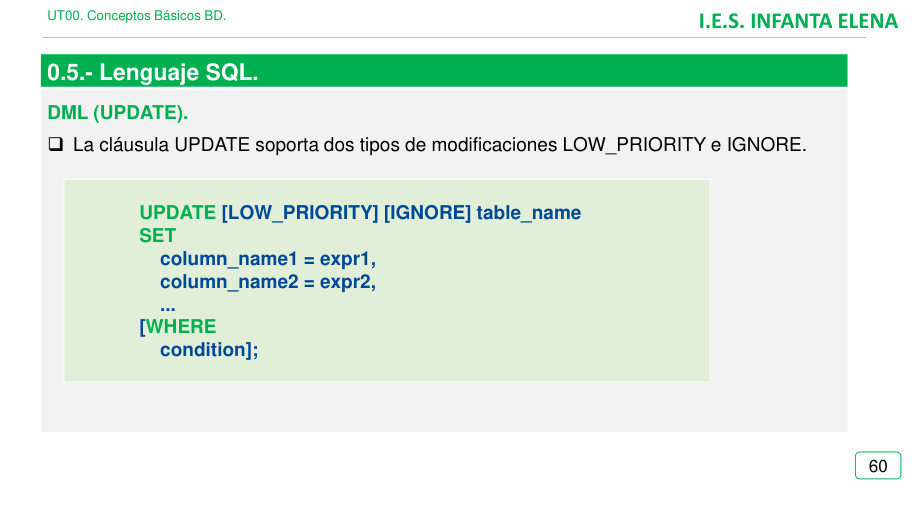 UT00. Conceptos Básicos BD.
I.E.S. INFANTA ELENA
0.5.- Lenguaje SQL.
DML (UPDATE).
❑ La cláusula UPDATE soporta dos tipos de modificaciones LOW_PRIORITY e IGNORE.
UPDATE [LOW_PRIORITY] [IGNORE] table_name
SET
column_name1 = expr1,
column_name2 = expr2,
...
[WHERE
condition];
60